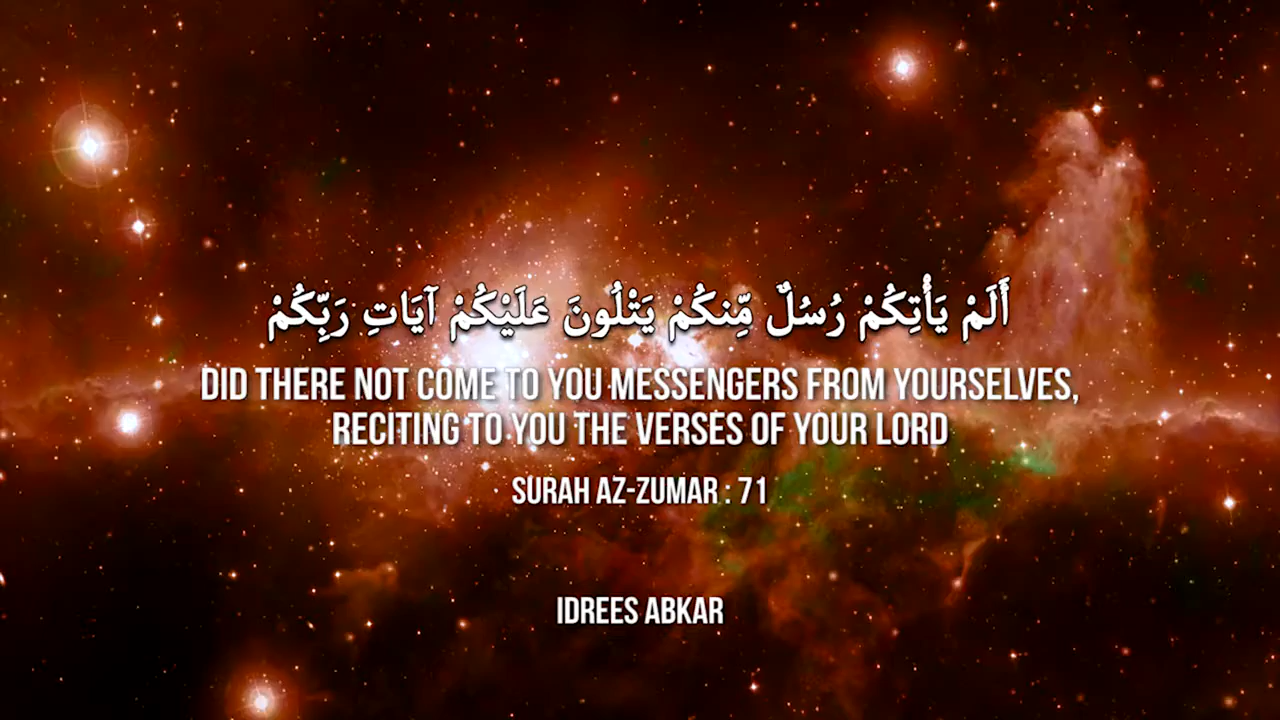 أَلَمْ يَأْتِكُمْ رُسُلٌ مِّنكُمْ يَتْلُونَ عَلَيْكُمْ آيَاتِ رَبِّكُمْ
DID THERE NOT COME TO YOU MESSENGERS FROM YOURSELVES,
RECITING TO YOU THE VERSES OF YOUR LORD
SURAH AZ-ZUMAR : 71
IDREES ABKAR